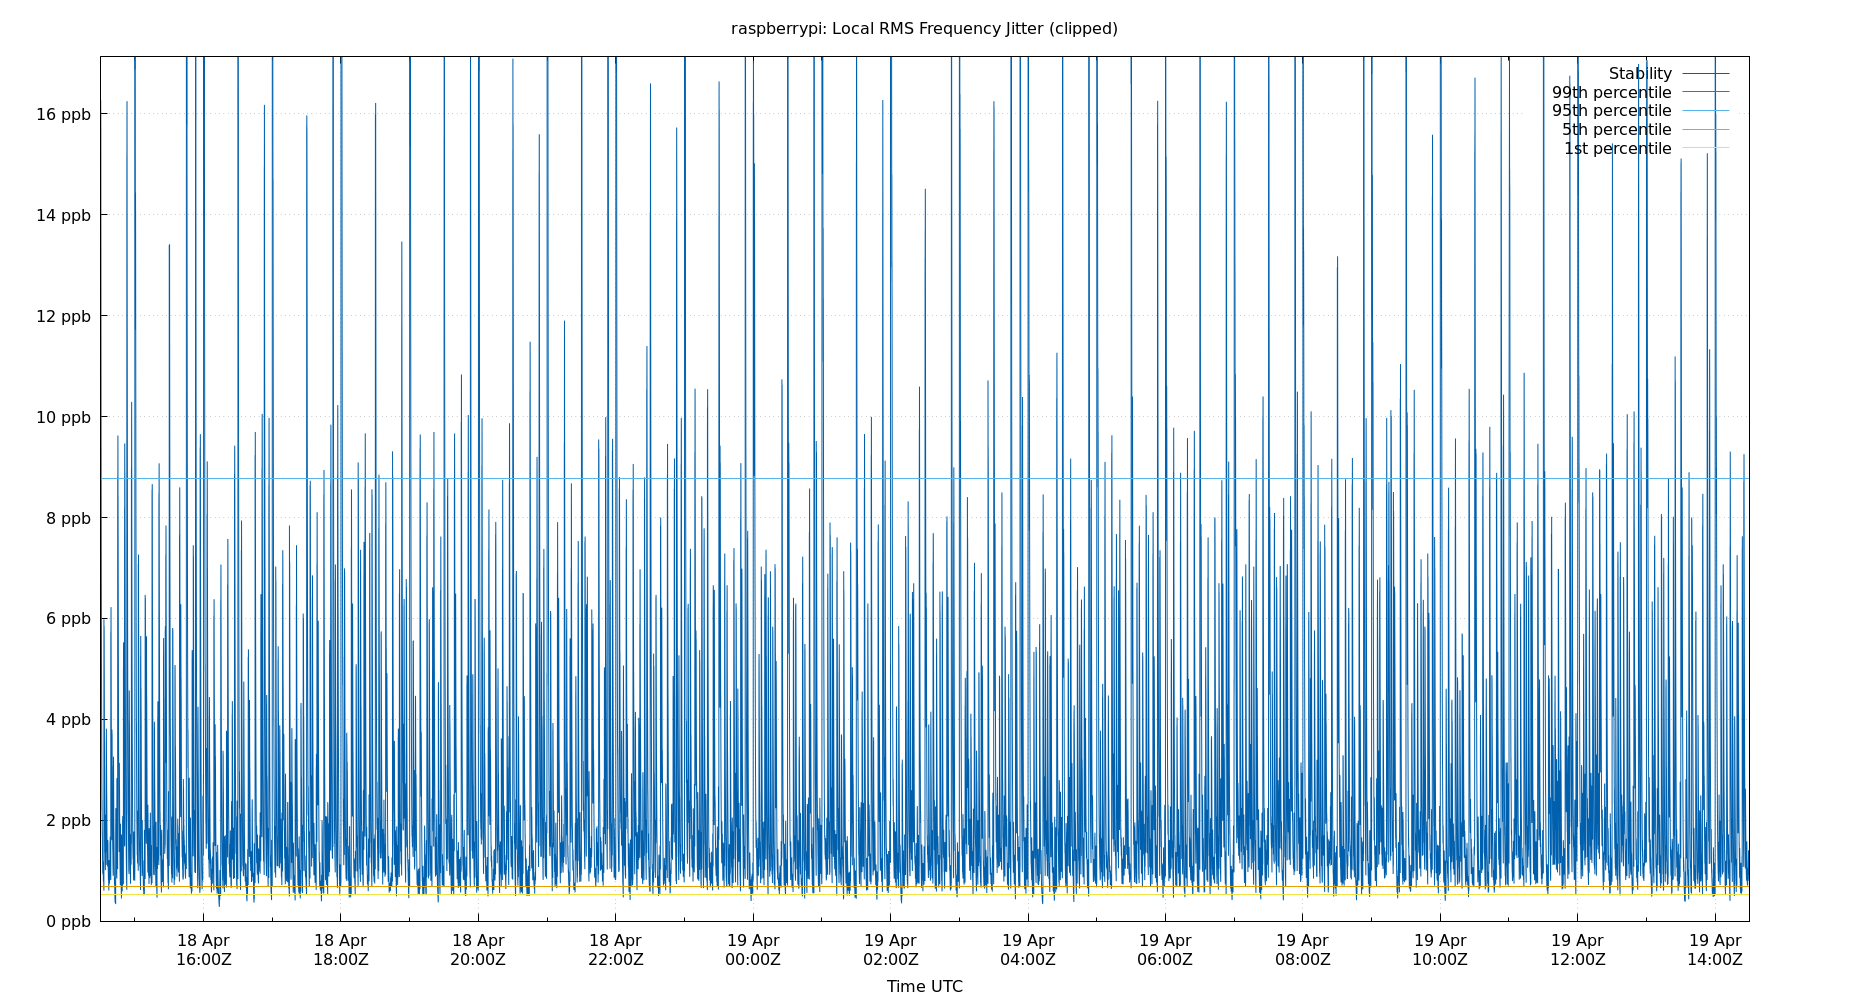 raspberrypi: Local RMS Frequency Jitter (clipped)
Stability
99th percentile
95th percentile
5th percentile
1st percentile
16 ppb
14 ppb
12 ppb
10 ppb
8 ppb
6 ppb
4 ppb
2 ppb
0 ppb
18 Apr 18 Apr 18 Apr 18 Apr 19 Apr 19 Apr 19 Apr 19 Apr 19 Apr 19 Apr 19 Apr 19 Apr
16:00Z 18:00Z 20:00Z 22:00Z 00:00Z 02:00Z 04:00Z 06:00Z 08:00Z 10:00Z 12:00Z 14:00Z
Time UTC